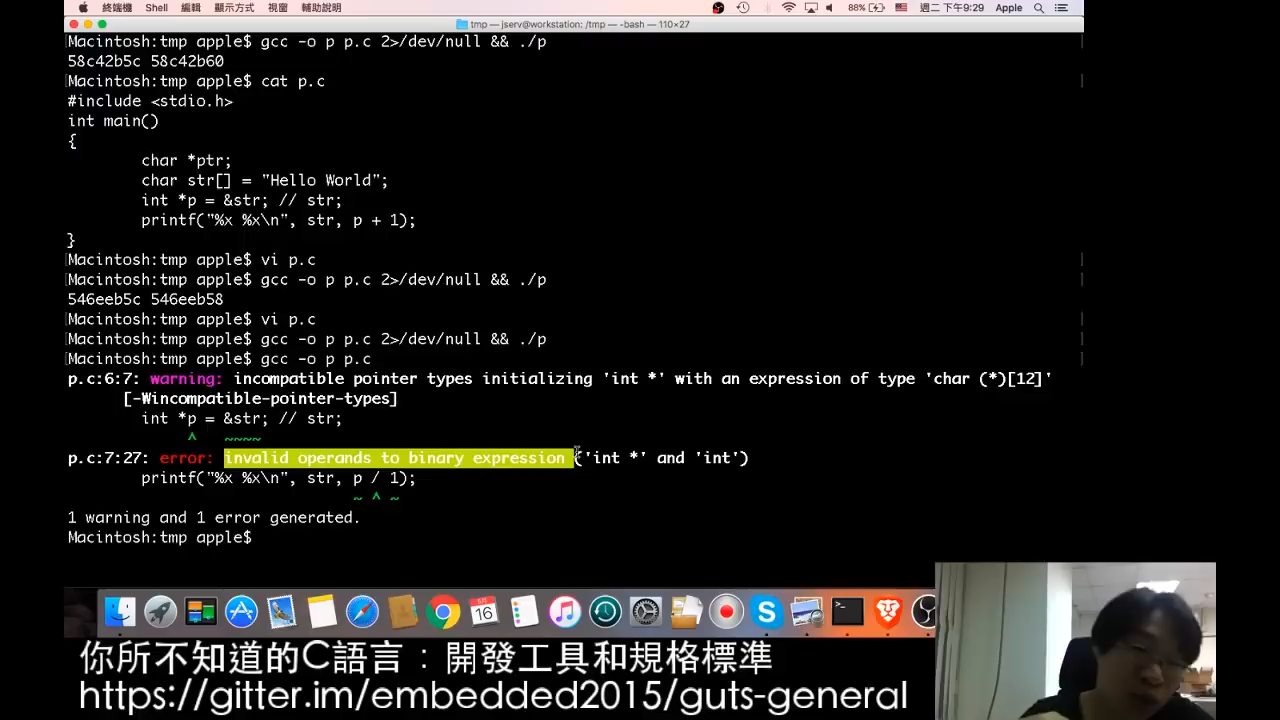 終端機 Shell 編輯 顯示方式 視窗 輔助說明 88% 週二 下午9:29 Apple
tmp — jserv@workstation: /tmp — -bash — 110×27
Macintosh:tmp apple$ gcc -o p p.c 2>/dev/null && ./p
58c42b5c 58c42b60
Macintosh:tmp apple$ cat p.c
#include <stdio.h>
int main()
{
char *ptr;
char str[] = "Hello World";
int *p = &str; // str;
printf("%x %x\n", str, p + 1);
}
Macintosh:tmp apple$ vi p.c
Macintosh:tmp apple$ gcc -o p p.c 2>/dev/null && ./p
546eeb5c 546eeb58
Macintosh:tmp apple$ vi p.c
Macintosh:tmp apple$ gcc -o p p.c 2>/dev/null && ./p
Macintosh:tmp apple$ gcc -o p p.c
p.c:6:7: warning: incompatible pointer types initializing 'int *' with an expression of type 'char (*)[12]'
[-Wincompatible-pointer-types]
int *p = &str; // str;
^ ~~~~
p.c:7:27: error: invalid operands to binary expression ('int *' and 'int')
printf("%x %x\n", str, p / 1);
~ ^ ~
1 warning and 1 error generated.
Macintosh:tmp apple$
16
你所不知道的C語言：開發工具和規格標準
https://gitter.im/embedded2015/guts-general